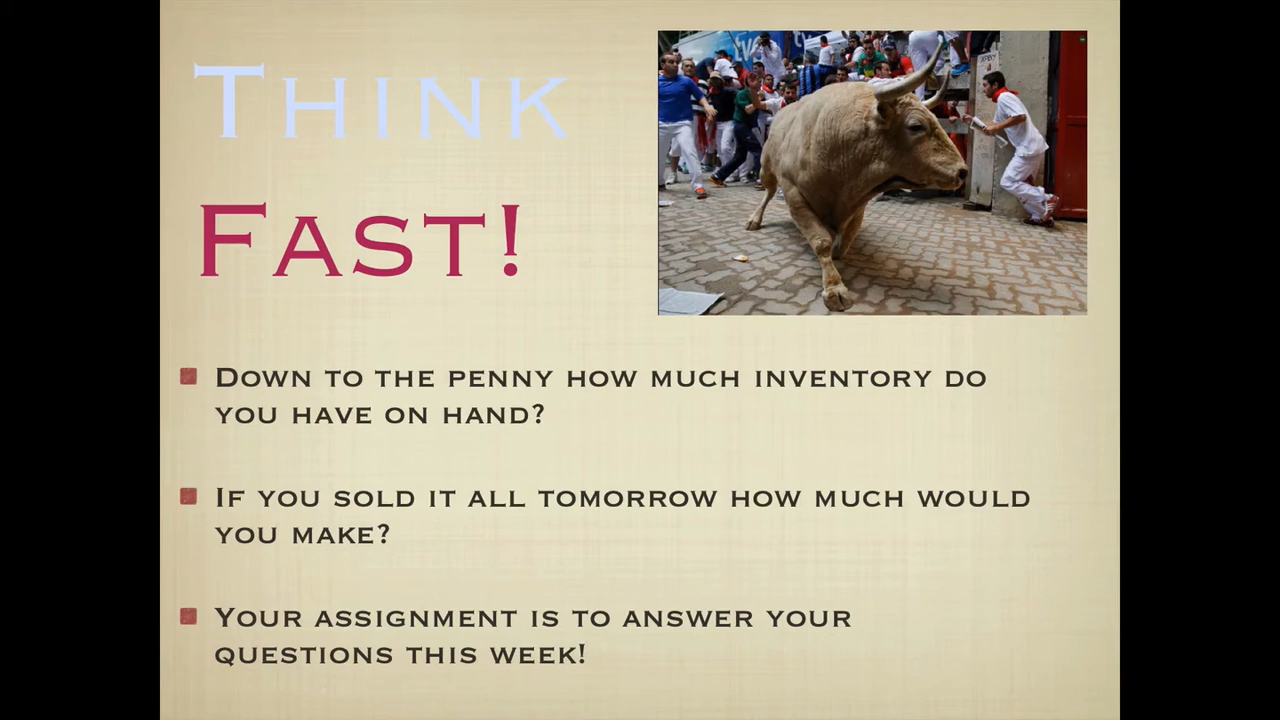 THINK
FAST!
DOWN TO THE PENNY HOW MUCH INVENTORY DO
YOU HAVE ON HAND?
IF YOU SOLD IT ALL TOMORROW HOW MUCH WOULD
YOU MAKE?
YOUR ASSIGNMENT IS TO ANSWER YOUR
QUESTIONS THIS WEEK!